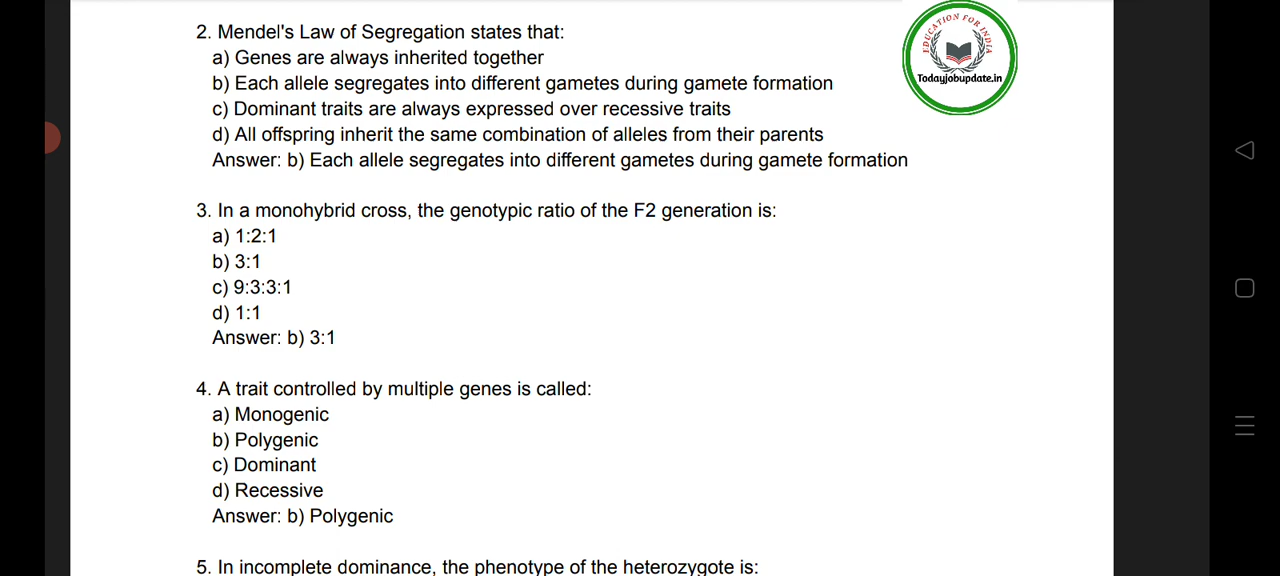 2. Mendel's Law of Segregation states that:
a) Genes are always inherited together
b) Each allele segregates into different gametes during gamete formation
c) Dominant traits are always expressed over recessive traits
d) All offspring inherit the same combination of alleles from their parents
Answer: b) Each allele segregates into different gametes during gamete formation
EDUCATION FOR INDIA
Todayjobupdate.in
3. In a monohybrid cross, the genotypic ratio of the F2 generation is:
a) 1:2:1
b) 3:1
c) 9:3:3:1
d) 1:1
Answer: b) 3:1
4. A trait controlled by multiple genes is called:
a) Monogenic
b) Polygenic
c) Dominant
d) Recessive
Answer: b) Polygenic
5. In incomplete dominance, the phenotype of the heterozygote is: